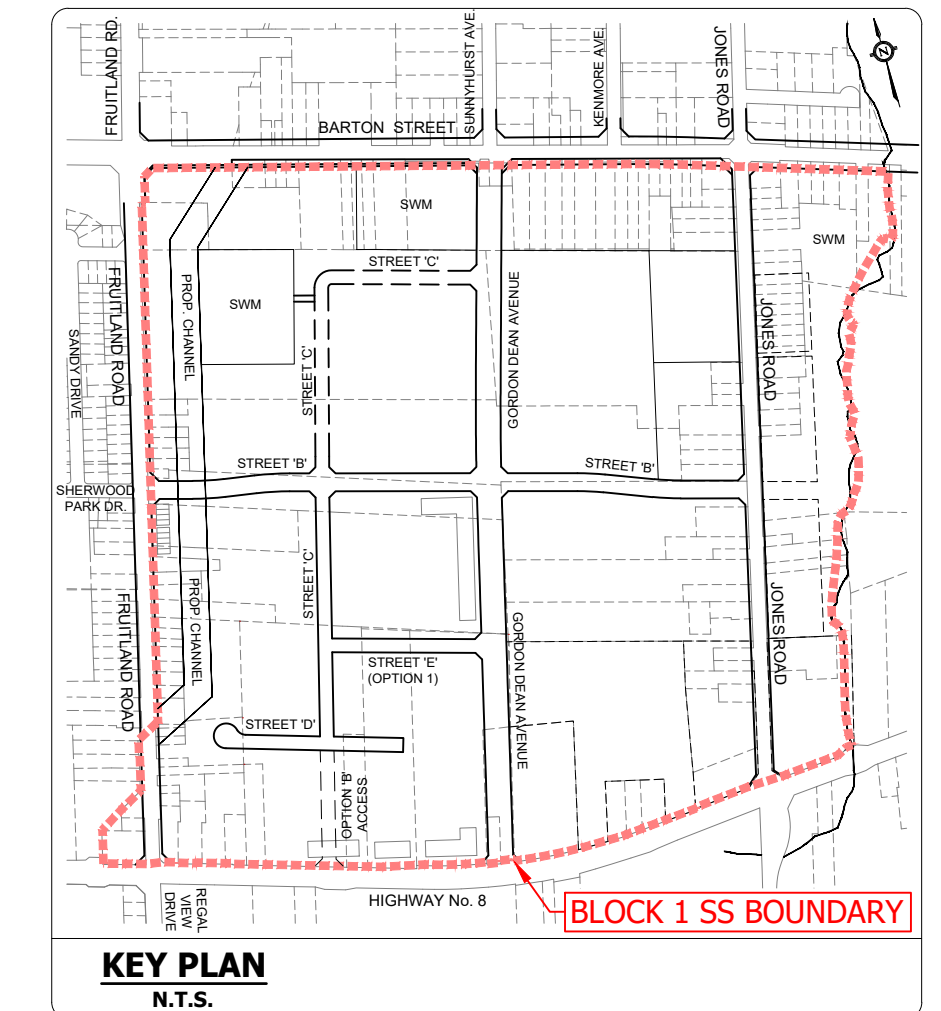 FRUITLAND RD.
SUNNYHURST AVE.
KENMORE AVE.
JONES ROAD
Z
BARTON STREET
SWM
SWM
STREET 'C'
SWM
PROP. CHANNEL
FRUITLAND ROAD
SANDY DRIVE
STREET 'C'
GORDON DEAN AVENUE
JONES ROAD
STREET 'B'
STREET 'B'
SHERWOOD
PARK DR.
STREET 'C'
PROP. CHANNEL
FRUITLAND ROAD
GORDON DEAN AVENUE
JONES ROAD
STREET 'E'
(OPTION 1)
STREET 'D'
OPTION 'B'
ACCESS
REGAL
VIEW
DRIVE
HIGHWAY No. 8
BLOCK 1 SS BOUNDARY
KEY PLAN
N.T.S.